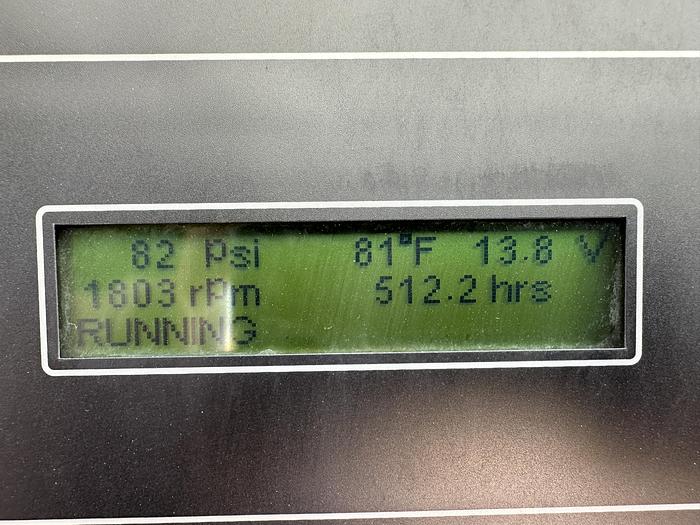 82 psi 81°F 13.8 V
1803 rpm 512.2 hrs
RUNNING